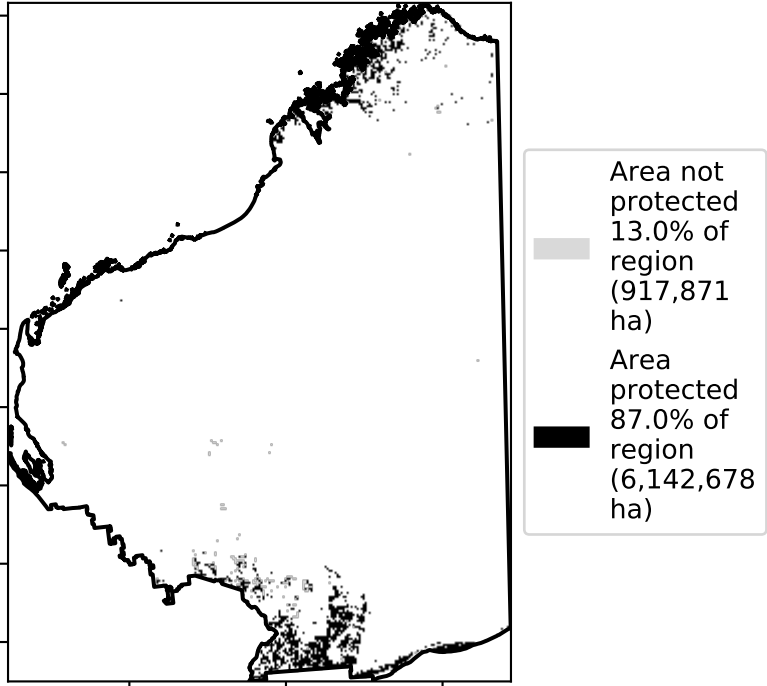 Area not
protected
13.0% of
region
(917,871
ha)
Area
protected
87.0% of
region
(6,142,678
ha)